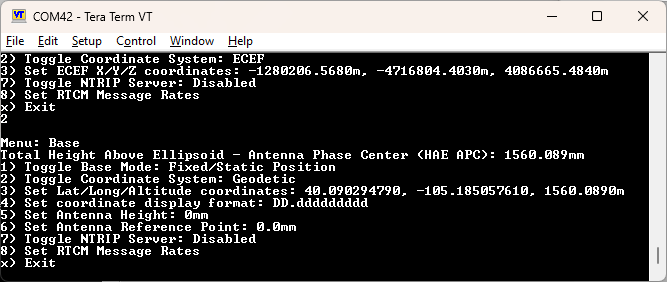 COM42 - Tera Term VT
File Edit Setup Control Window Help
2) Toggle Coordinate System: ECEF
3) Set ECEF X/Y/Z coordinates: -1280206.5680m, -4716804.4030m, 4086665.4840m
7) Toggle NTRIP Server: Disabled
8) Set RTCM Message Rates
x) Exit
2
Menu: Base
Total Height Above Ellipsoid - Antenna Phase Center (HAE APC): 1560.089mm
1) Toggle Base Mode: Fixed/Static Position
2) Toggle Coordinate System: Geodetic
3) Set Lat/Long/Altitude coordinates: 40.090294790, -105.185057610, 1560.0890m
4) Set coordinate display format: DD.ddddddddd
5) Set Antenna Height: 0mm
6) Set Antenna Reference Point: 0.0mm
7) Toggle NTRIP Server: Disabled
8) Set RTCM Message Rates
x) Exit